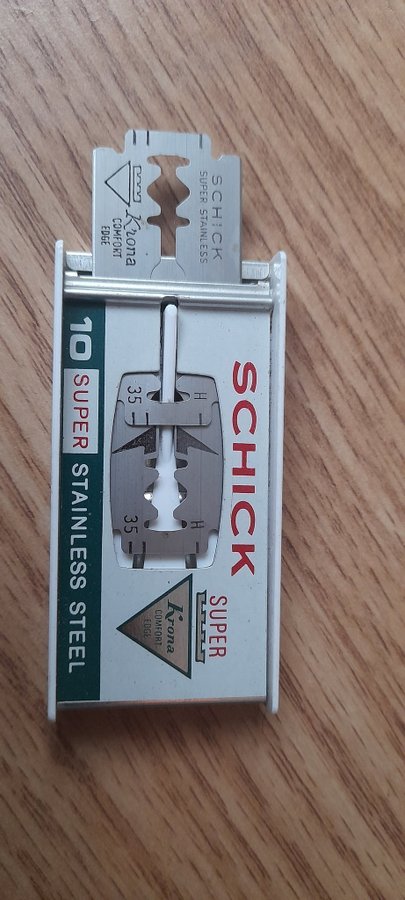 SCHICK
SUPER STAINLESS
Krona
COMFORT
EDGE
SCHICK
H
35
H
35
SUPER
Krona
COMFORT
EDGE
10 SUPER STAINLESS STEEL